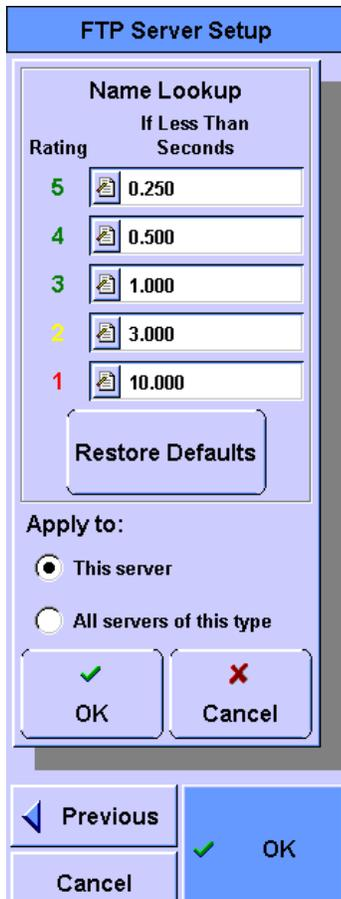 FTP Server Setup
Name Lookup
If Less Than
Rating Seconds
5 0.250
4 0.500
3 1.000
2 3.000
1 10.000
Restore Defaults
Apply to:
This server
All servers of this type
OK Cancel
Previous
OK
Cancel